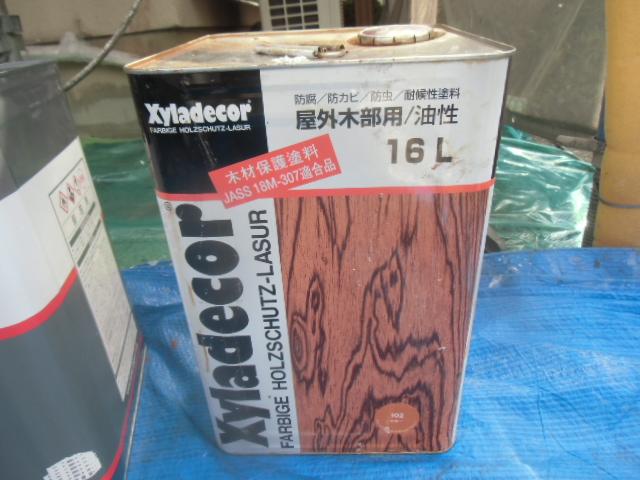 Xyladecor
FARBIGE HOLZSCHUTZ-LASUR
防腐／防カビ／防虫／耐候性塗料
屋外木部用/油性
16L
木材保護塗料
JASS 18M-307適合品
Xyladecor®
FARBIGE HOLZSCHUTZ-LASUR
102